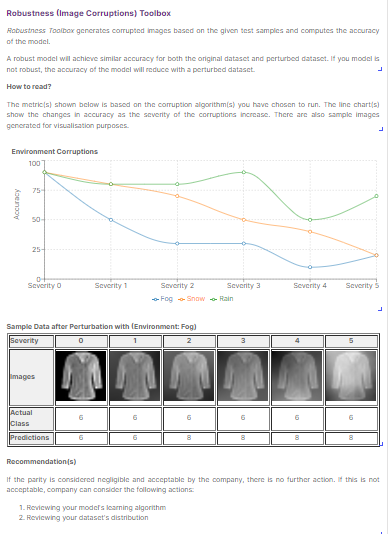 Robustness (Image Corruptions) Toolbox
Robustness Toolbox generates corrupted images based on the given test samples and computes the accuracy
of the model.
A robust model will achieve similar accuracy for both the original dataset and perturbed dataset. If you model is
not robust, the accuracy of the model will reduce with a perturbed dataset.
How to read?
The metric(s) shown below is based on the corruption algorithm(s) you have chosen to run. The line chart(s)
show the changes in accuracy as the severity of the corruptions increase. There are also sample images
generated for visualisation purposes.
Environment Corruptions
100
75
50
25
0
Accuracy
Severity 0 Severity 1 Severity 2 Severity 3 Severity 4 Severity 5
Fog Snow Rain
Sample Data after Perturbation with (Environment: Fog)
Severity 0 1 2 3 4 5
Images
Actual
Class 6 6 6 6 6 6
Predictions 6 6 8 8 8 8
Recommendation(s)
If the parity is considered negligible and acceptable by the company, there is no further action. If this is not
acceptable, company can consider the following actions:
1. Reviewing your model's learning algorithm
2. Reviewing your dataset's distribution